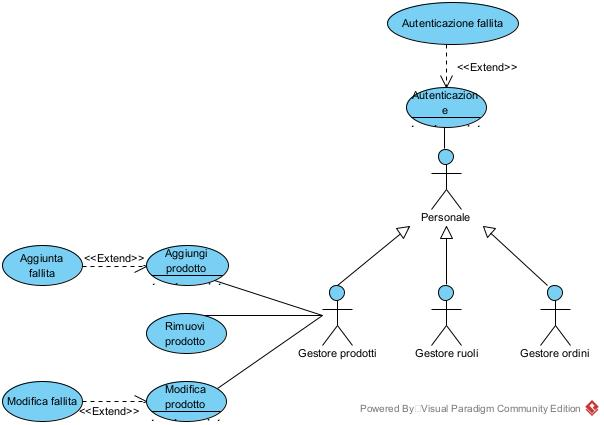 Autenticazione fallita
<<Extend>>
Autenticazion
e
Personale
Aggiunta
fallita
<<Extend>>
Aggiungi
prodotto
Rimuovi
prodotto
Gestore prodotti
Gestore ruoli
Gestore ordini
Modifica fallita
<<Extend>>
Modifica
prodotto
Powered By Visual Paradigm Community Edition